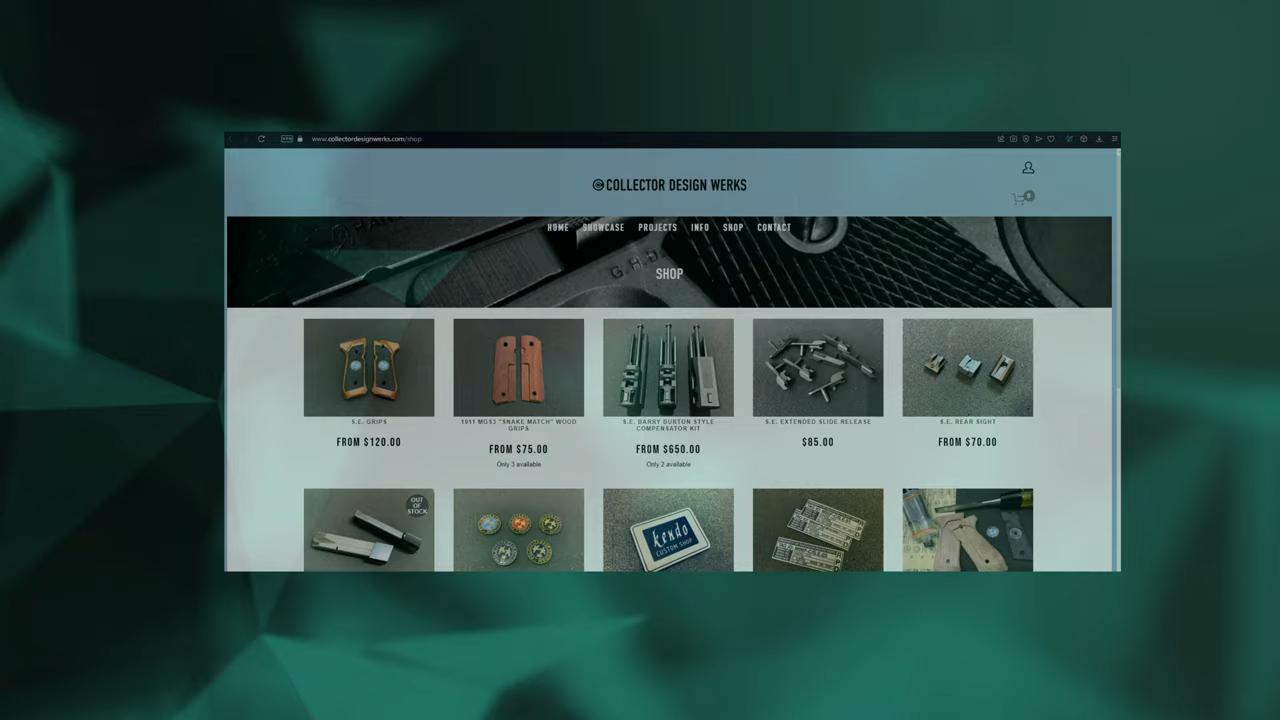 VPN
www.collectordesignwerks.com/shop
COLLECTOR DESIGN WERKS
0
HOME SHOWCASE PROJECTS INFO SHOP CONTACT
G.H.D.
SHOP
S.E. GRIPS
FROM $120.00
1911 MGS3 "SNAKE MATCH" WOOD
GRIPS
FROM $75.00
Only 3 available
S.E. BARRY BURTON STYLE
COMPENSATOR KIT
FROM $650.00
Only 2 available
S.E. EXTENDED SLIDE RELEASE
$85.00
S.E. REAR SIGHT
FROM $70.00
OUT
OF
STOCK
kendo
CUSTOM SHOP